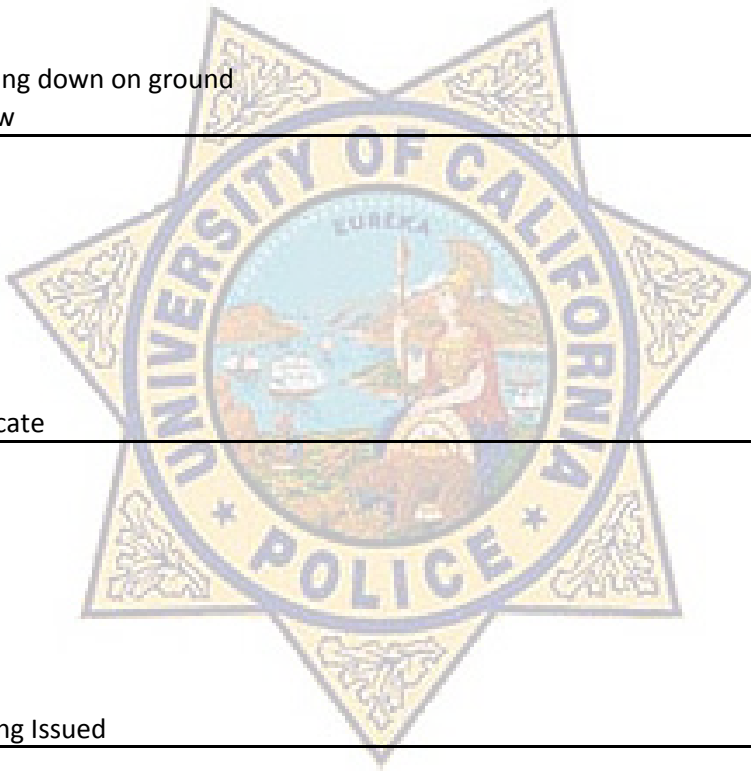 ng down on ground
w
UNIVERSITY OF CALIFORNIA
EUREKA
cate
* POLICE *
ng Issued